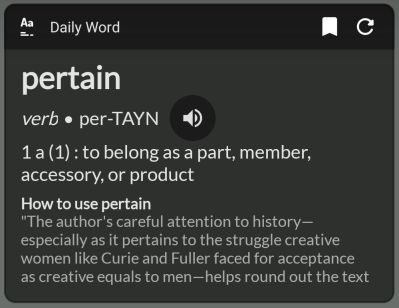 Aa
Daily Word
pertain
verb • per-TAYN
1 a (1) : to belong as a part, member,
accessory, or product
How to use pertain
"The author's careful attention to history—
especially as it pertains to the struggle creative
women like Curie and Fuller faced for acceptance
as creative equals to men—helps round out the text